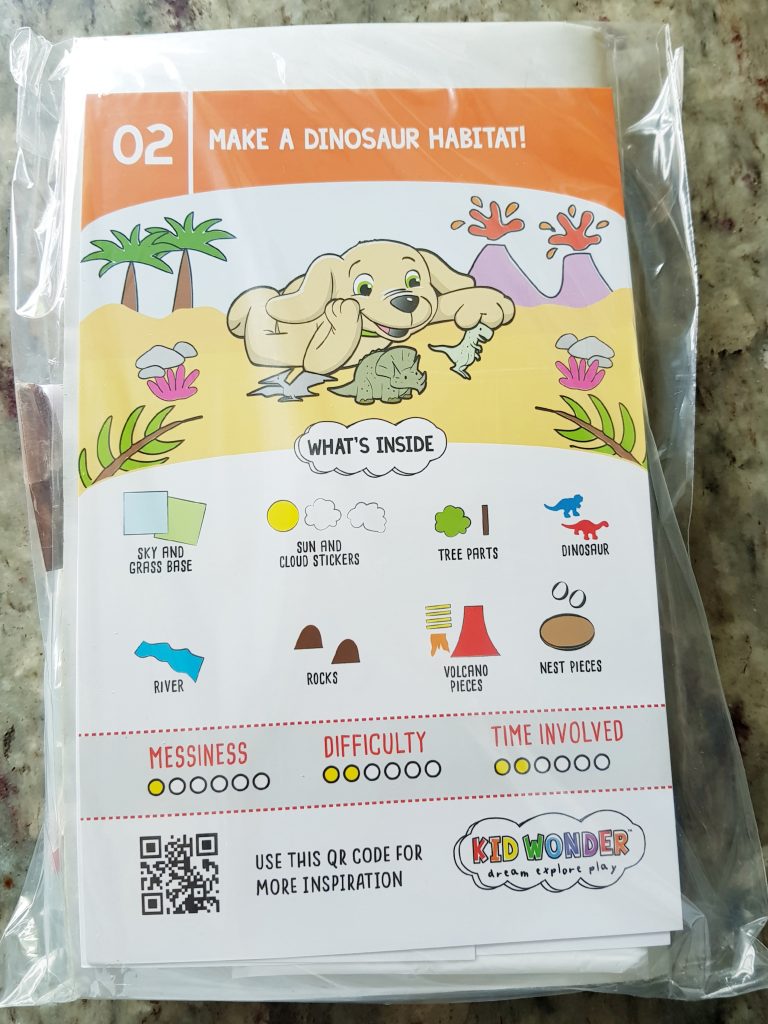 02
MAKE A DINOSAUR HABITAT!
WHAT'S INSIDE
SKY AND
GRASS BASE
SUN AND
CLOUD STICKERS
TREE PARTS
DINOSAUR
RIVER
ROCKS
VOLCANO
PIECES
NEST PIECES
MESSINESS
DIFFICULTY
TIME INVOLVED
USE THIS QR CODE FOR
MORE INSPIRATION
KID WONDER™
dream explore play